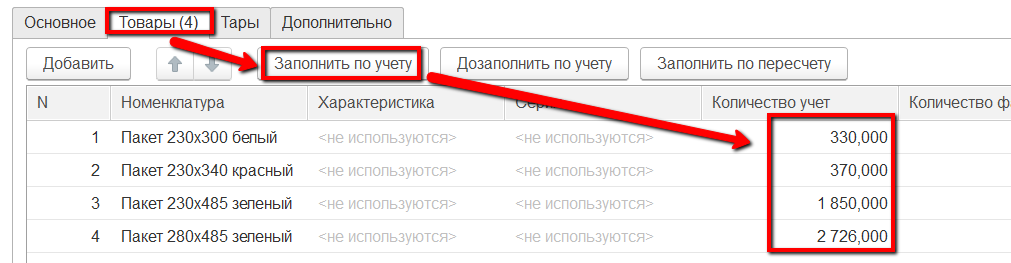 Основное Товары (4) Тары Дополнительно
Добавить Заполнить по учету Дозаполнить по учету Заполнить по пересчету
N Номенклатура Характеристика Количество учет Количество
1 Пакет 230х300 белый <не используются> <не используются> 330,000
2 Пакет 230х340 красный <не используются> <не используются> 370,000
3 Пакет 230х485 зеленый <не используются> <не используются> 1 850,000
4 Пакет 280х485 зеленый <не используются> <не используются> 2 726,000